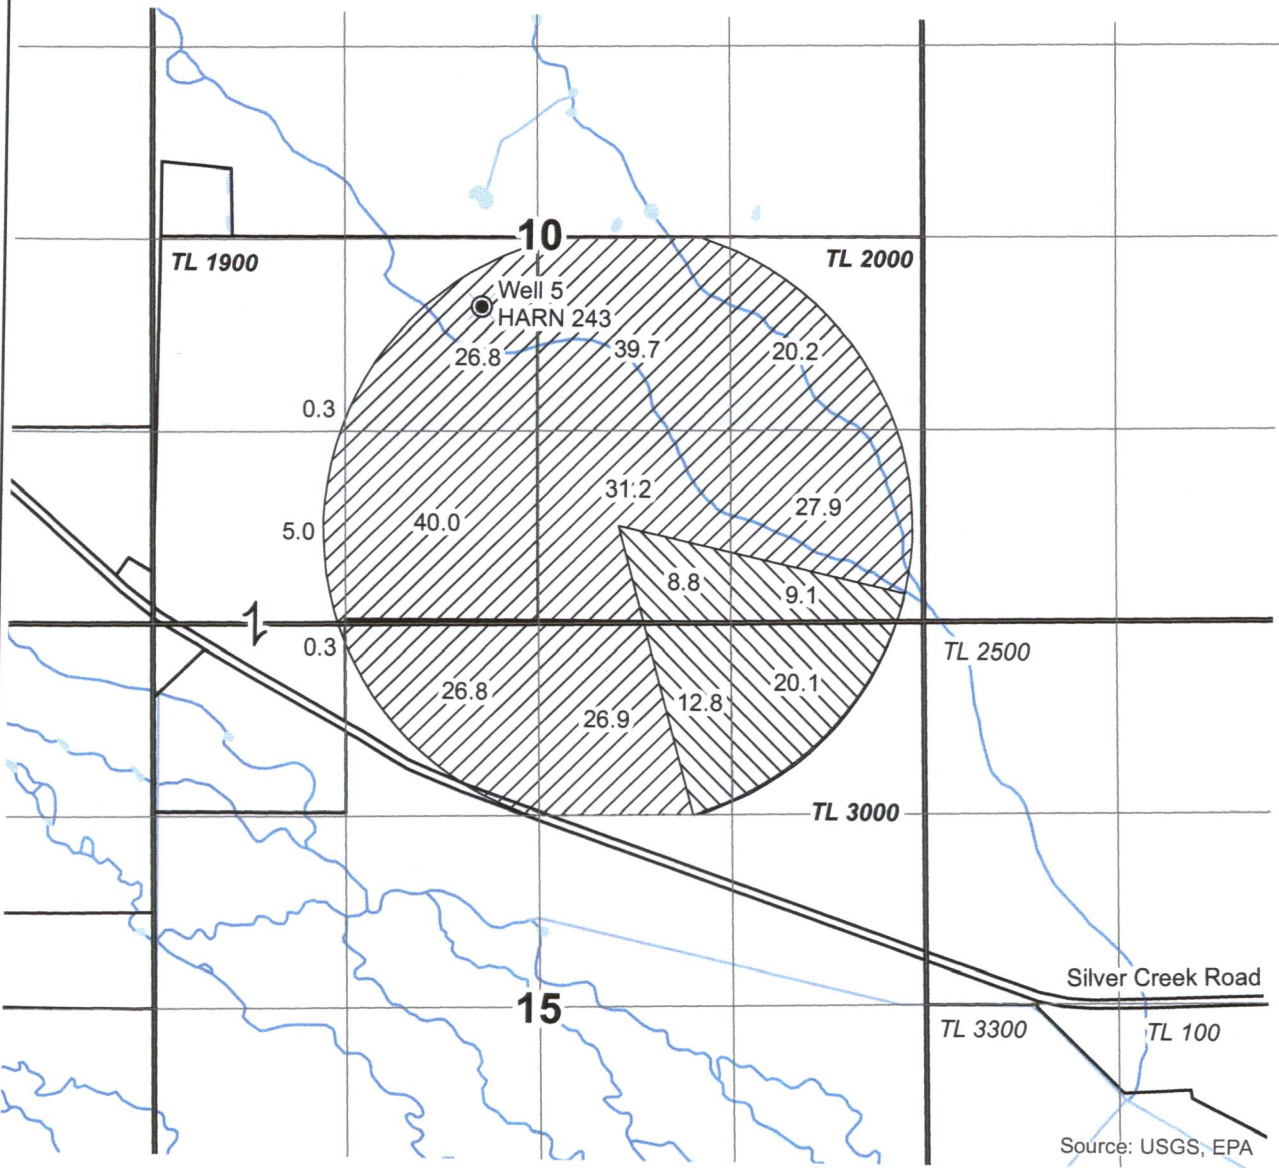 10
TL 1900
TL 2000
Well 5
HARN 243
26.8
39.7
20.2
0.3
31.2
27.9
40.0
5.0
8.8
9.1
0.3
TL 2500
26.8
26.9
12.8
20.1
TL 3000
Silver Creek Road
15
TL 3300
TL 100
Source: USGS, EPA